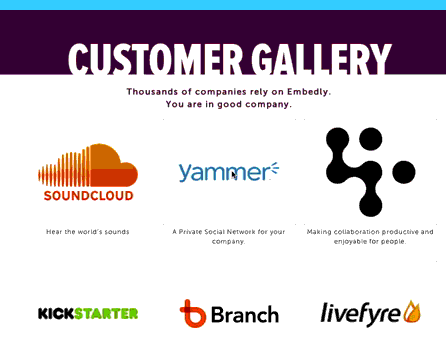 CUSTOMER GALLERY
Thousands of companies rely on Embedly.
You are in good company.
SOUNDCLOUD
yammer
Hear the world's sounds
A Private Social Network for your
company.
Making collaboration productive and
enjoyable for people.
KICKSTARTER
Branch
livefyre